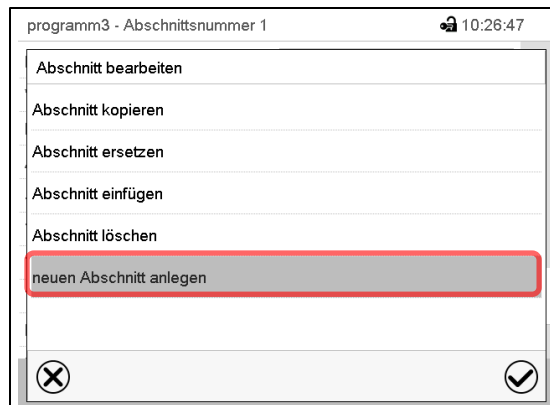 programm3 - Abschnittsnummer 1 10:26:47
Abschnitt bearbeiten
Abschnitt kopieren
Abschnitt ersetzen
Abschnitt einfügen
Abschnitt löschen
neuen Abschnitt anlegen